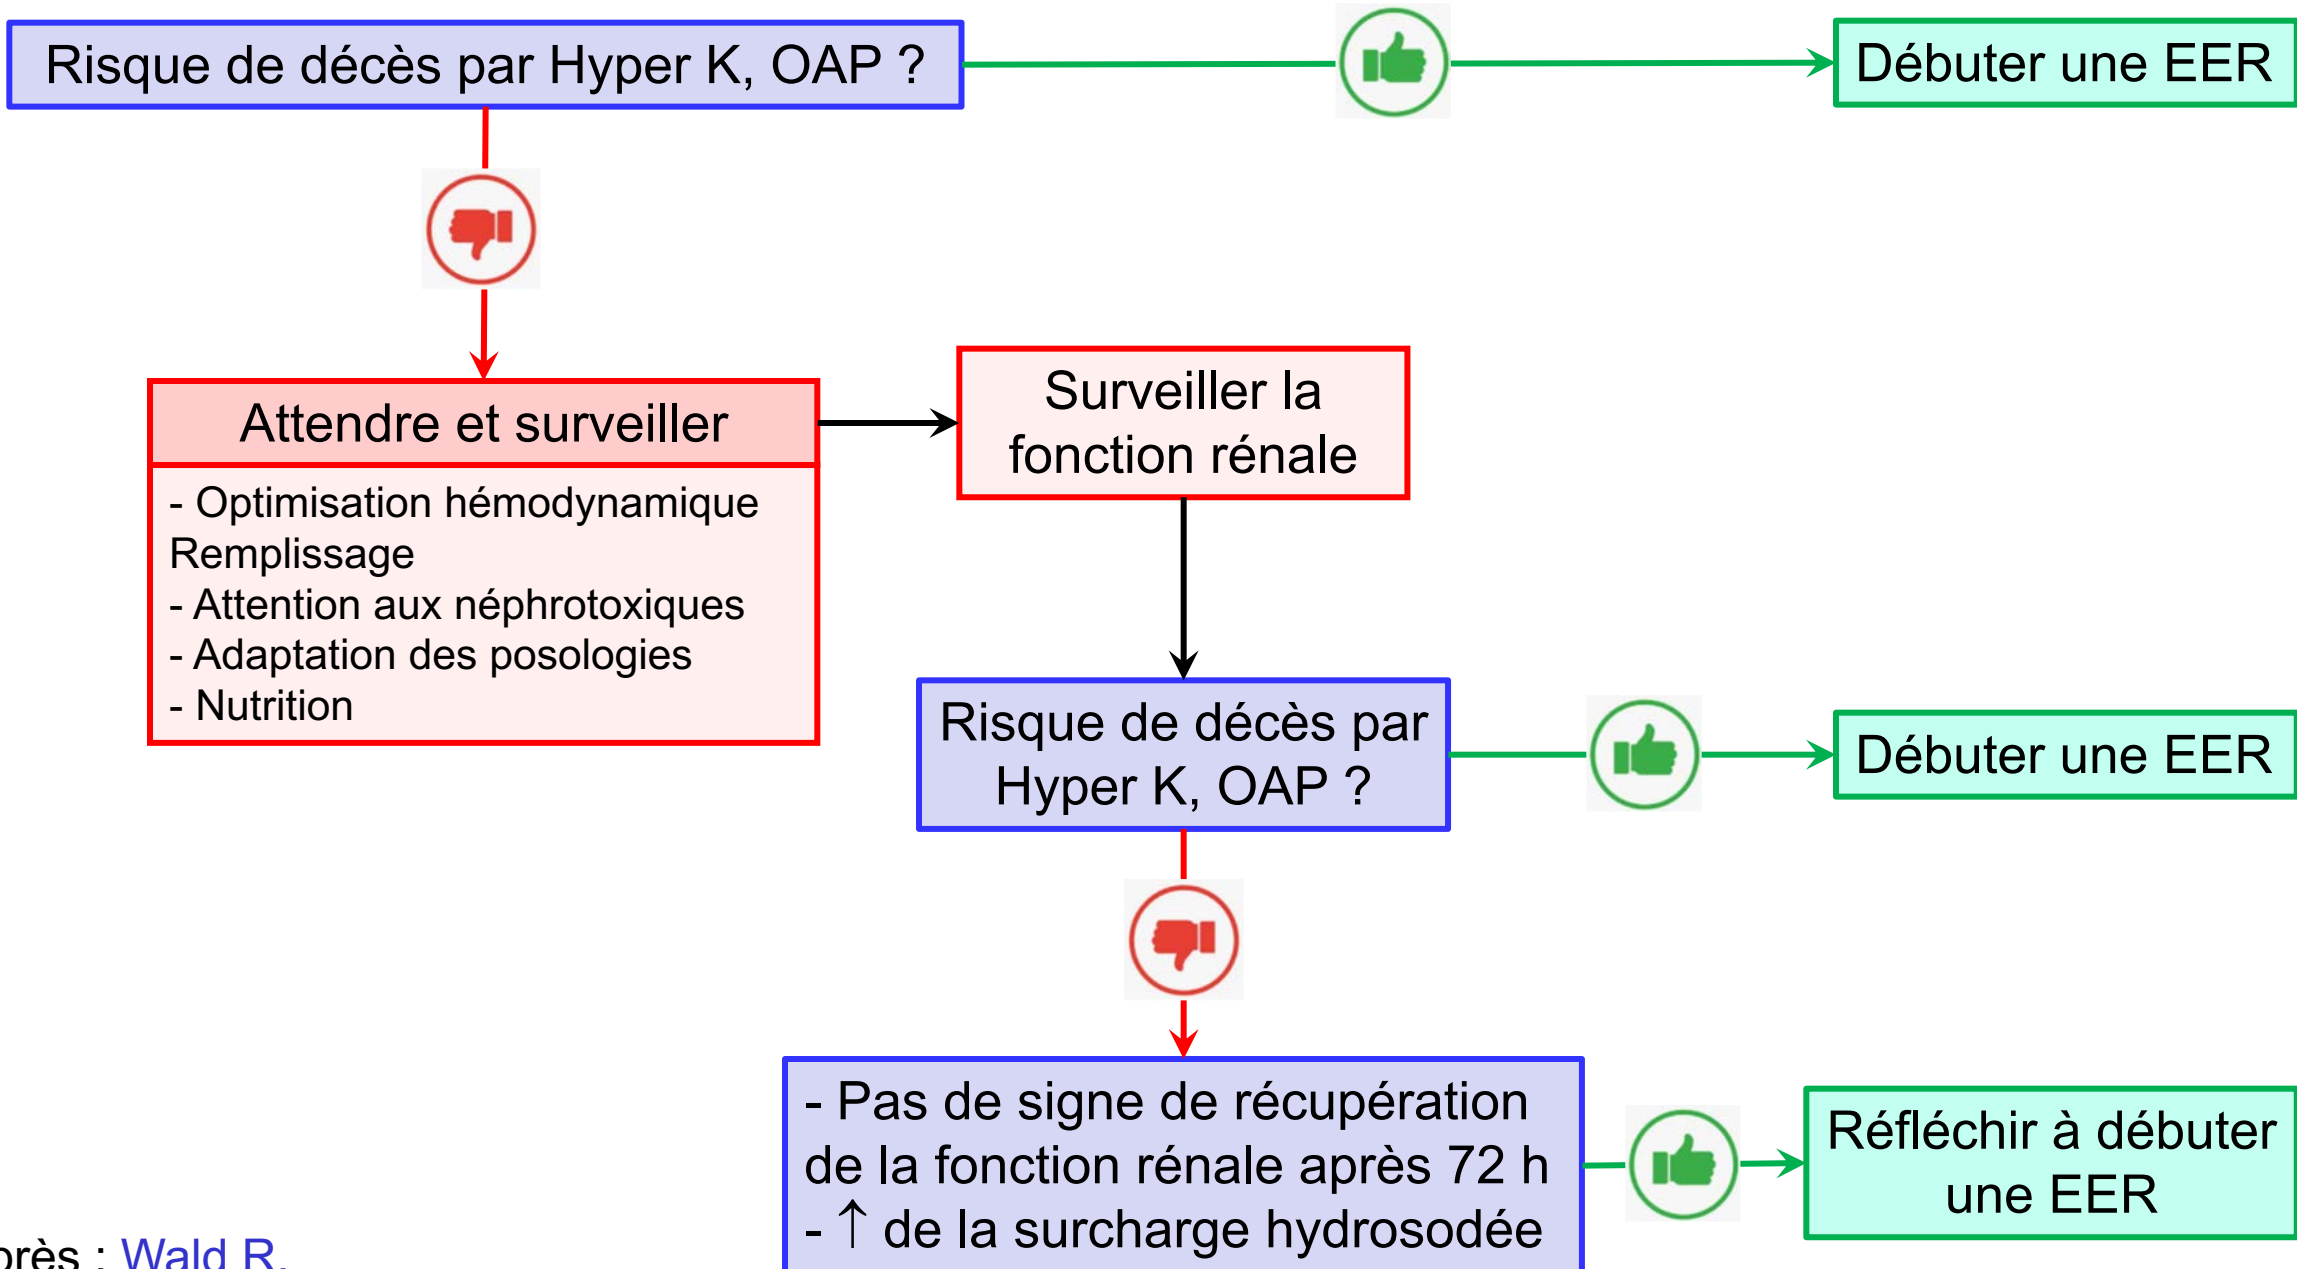 Risque de décès par Hyper K, OAP ?
Débuter une EER
Attendre et surveiller
- Optimisation hémodynamique
Remplissage
- Attention aux néphrotoxiques
- Adaptation des posologies
- Nutrition
Surveiller la
fonction rénale
Risque de décès par
Hyper K, OAP ?
Débuter une EER
- Pas de signe de récupération
de la fonction rénale après 72 h
- ↑ de la surcharge hydrosodée
Réfléchir à débuter
une EER
Wald R.